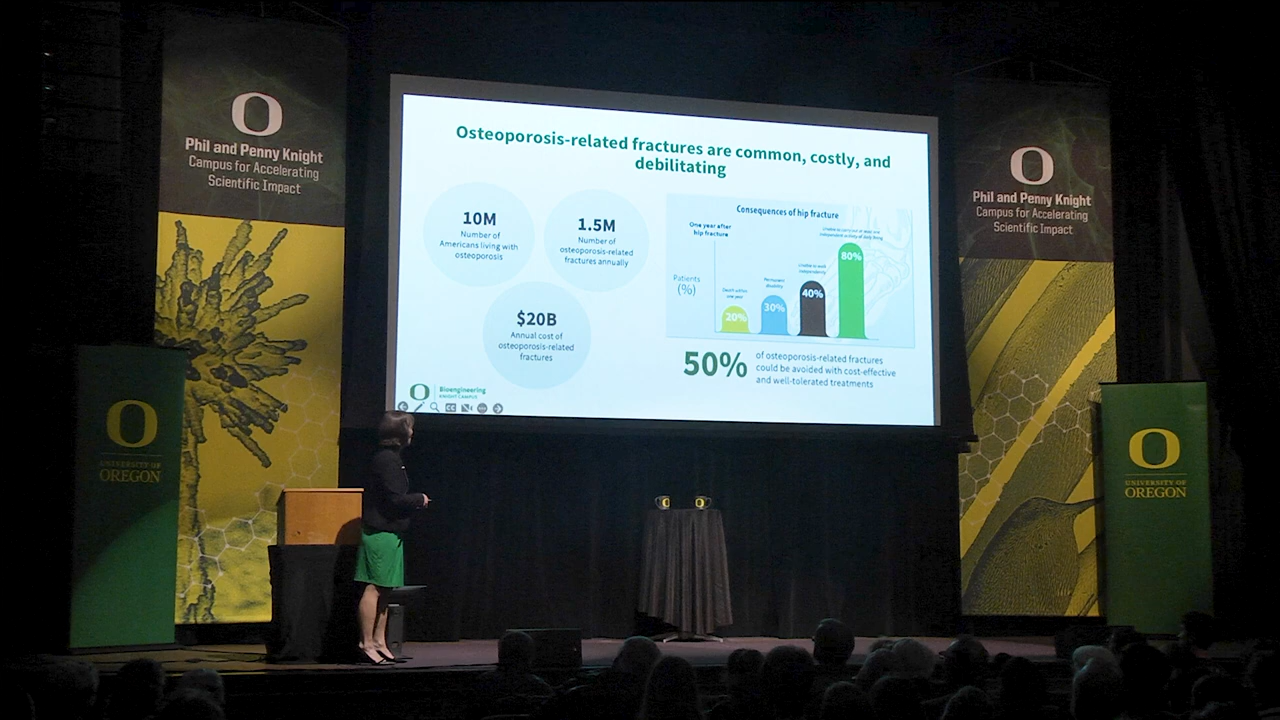 O
Phil and Penny Knight
Campus for Accelerating
Scientific Impact
O
UNIVERSITY OF
OREGON
Osteoporosis-related fractures are common, costly, and
debilitating
10M
Number of
Americans living with
osteoporosis
1.5M
Number of
osteoporosis-related
fractures annually
$20B
Annual cost of
osteoporosis-related
fractures
Consequences of hip fracture
One year after
hip fracture
Patients
(%)
Death within
one year
20%
Permanent
disability
30%
Unable to walk
independently
40%
80%
50%
of osteoporosis-related fractures
could be avoided with cost-effective
and well-tolerated treatments
O
Bioengineering
KNIGHT CAMPUS
CC
O
Phil and Penny Knight
Campus for Accelerating
Scientific Impact
O
UNIVERSITY OF
OREGON